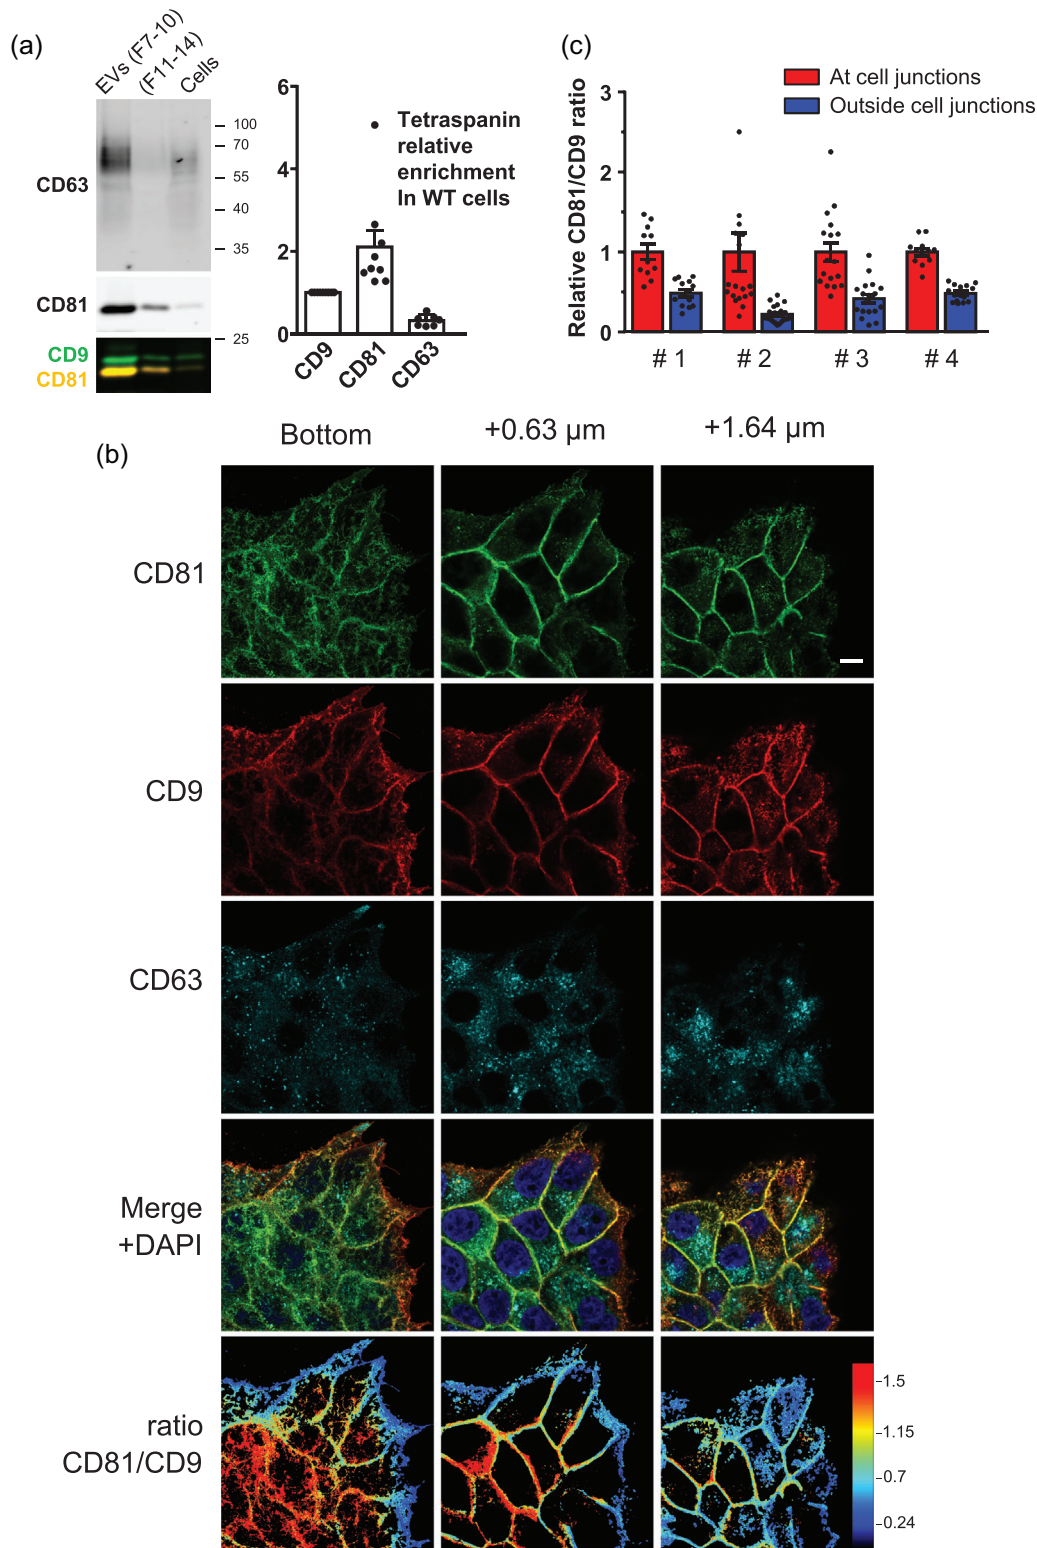 (a)
EVs (F7-10)
(F11-14)
Cells
CD63
100
70
55
40
35
25
CD81
CD9
CD81
6
4
2
0
Tetraspanin
relative
enrichment
In WT cells
CD9
CD81
CD63
(c)
Relative CD81/CD9 ratio
3
2
1
0
At cell junctions
Outside cell junctions
# 1
# 2
# 3
# 4
(b)
Bottom
+0.63 µm
+1.64 µm
CD81
CD9
CD63
Merge
+DAPI
ratio
CD81/CD9
1.5
1.15
0.7
0.24